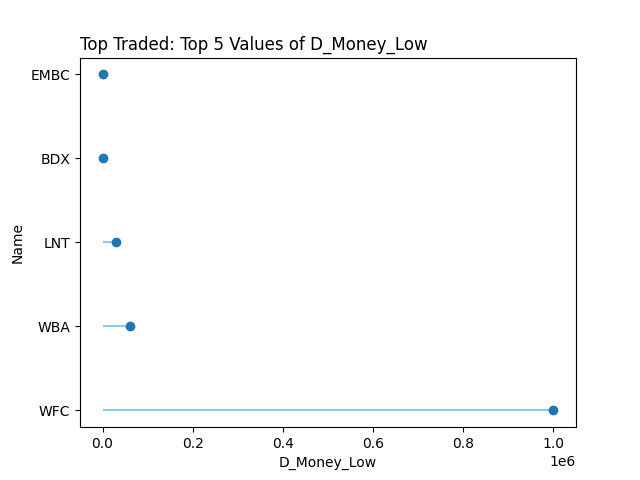 Top Traded: Top 5 Values of D_Money_Low
EMBC
BDX
LNT
WBA
WFC
Name
0.0 0.2 0.4 0.6 0.8 1.0
1e6
D_Money_Low